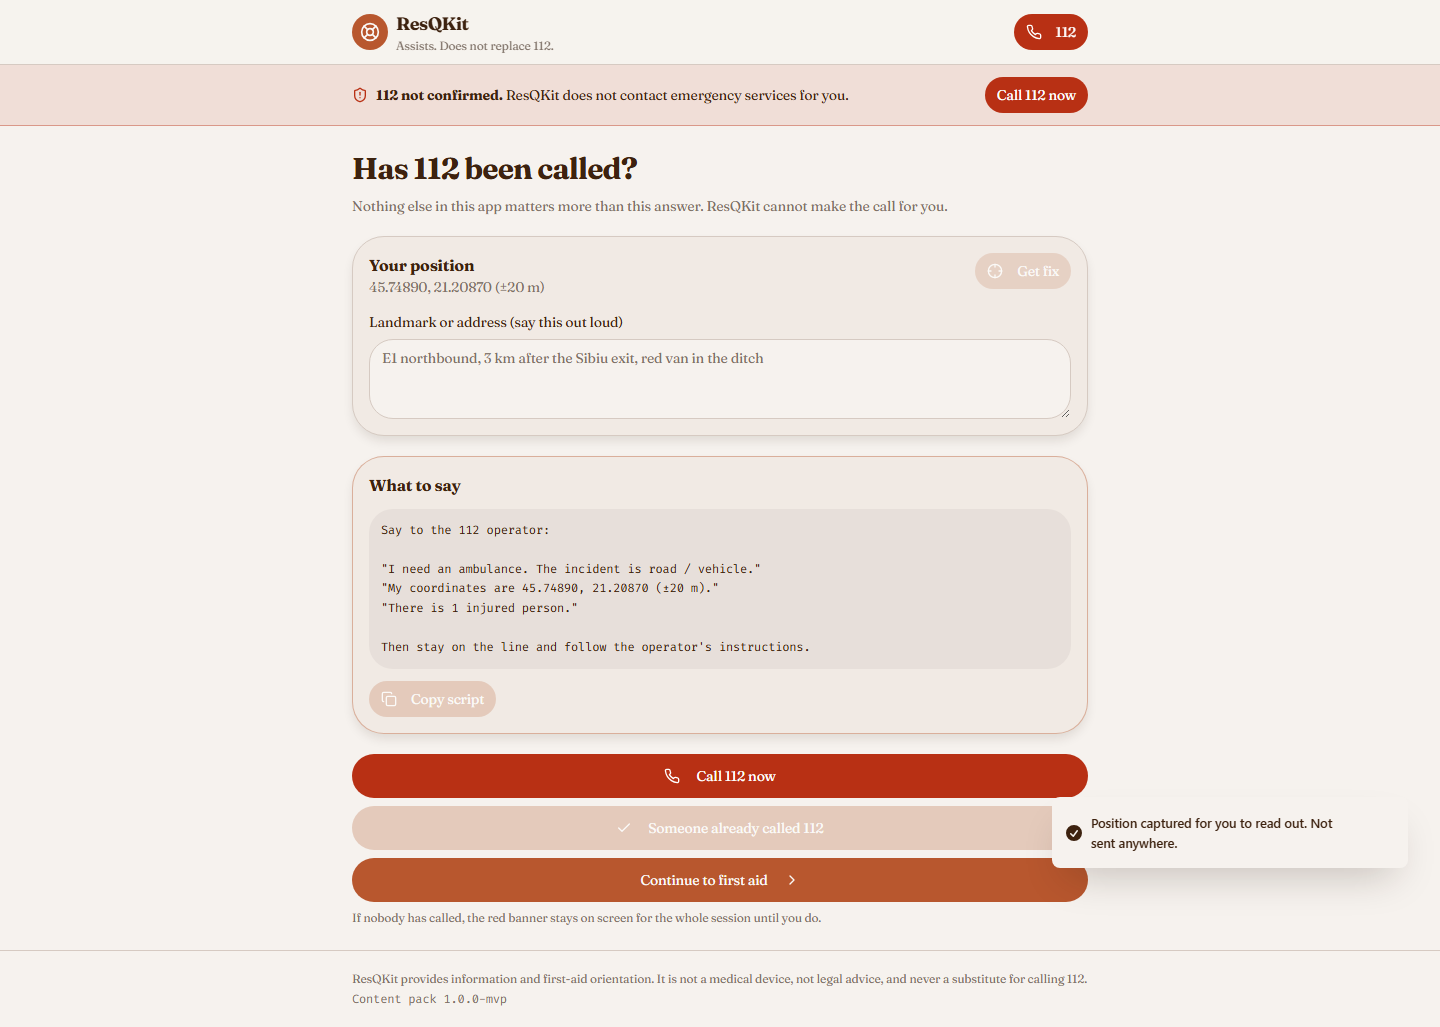 ResQKit
Assists. Does not replace 112.
112
112 not confirmed. ResQKit does not contact emergency services for you.
Call 112 now
Has 112 been called?
Nothing else in this app matters more than this answer. ResQKit cannot make the call for you.
Your position
45.74890, 21.20870 (±20 m)
Get fix
Landmark or address (say this out loud)
E1 northbound, 3 km after the Sibiu exit, red van in the ditch
What to say
Say to the 112 operator:
"I need an ambulance. The incident is road / vehicle."
"My coordinates are 45.74890, 21.20870 (±20 m)."
"There is 1 injured person."
Then stay on the line and follow the operator's instructions.
Copy script
Call 112 now
Someone already called 112
Position captured for you to read out. Not
sent anywhere.
Continue to first aid
If nobody has called, the red banner stays on screen for the whole session until you do.
ResQKit provides information and first-aid orientation. It is not a medical device, not legal advice, and never a substitute for calling 112.
Content pack 1.0.0-mvp